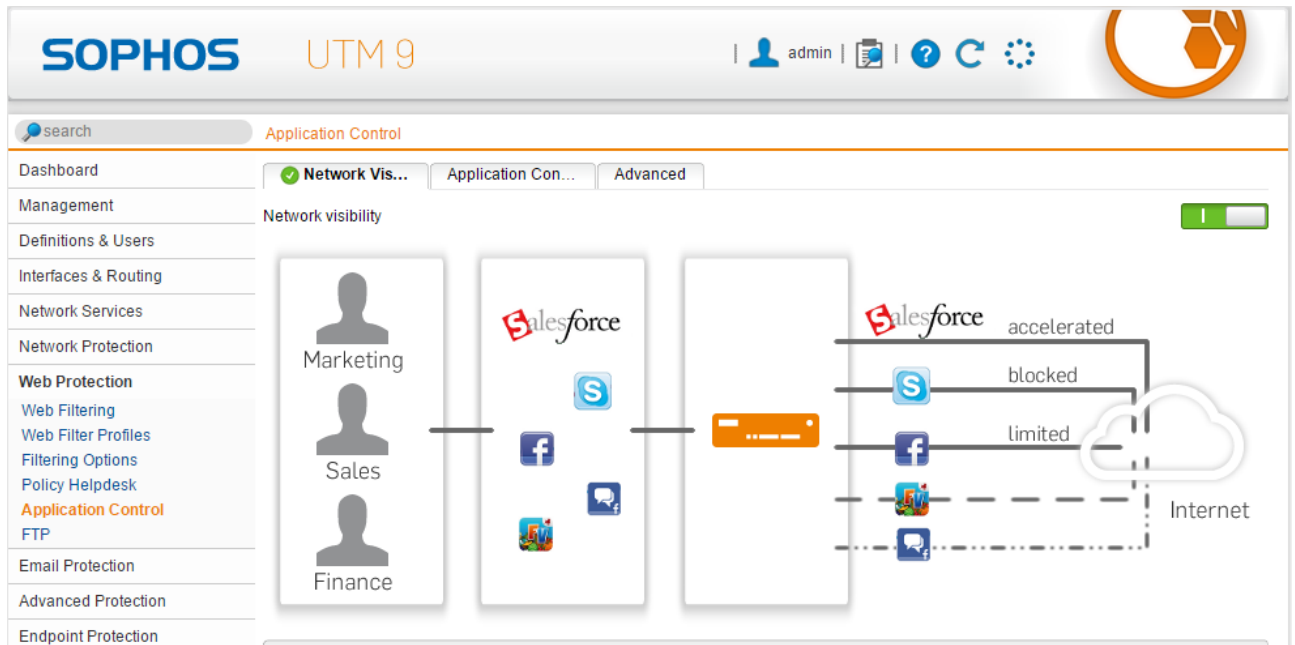 SOPHOS UTM 9 | admin | | ?
search
Application Control
Dashboard
Management
Definitions & Users
Interfaces & Routing
Network Services
Network Protection
Web Protection
Web Filtering
Web Filter Profiles
Filtering Options
Policy Helpdesk
Application Control
FTP
Email Protection
Advanced Protection
Endpoint Protection
Network Vis... Application Con... Advanced
Network visibility
Marketing
Sales
Finance
Salesforce
S
f
f
FV
Salesforce accelerated
S blocked
f limited
FV
f
Internet